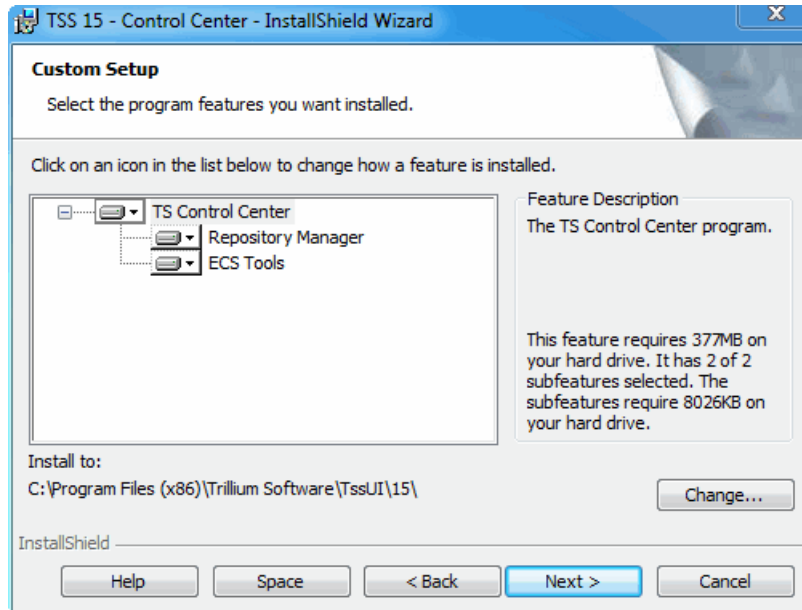 TSS 15 - Control Center - InstallShield Wizard
Custom Setup
Select the program features you want installed.
Click on an icon in the list below to change how a feature is installed.
TS Control Center
Repository Manager
ECS Tools
Feature Description
The TS Control Center program.
This feature requires 377MB on
your hard drive. It has 2 of 2
subfeatures selected. The
subfeatures require 8026KB on
your hard drive.
Install to:
C:\Program Files (x86)\Trillium Software\TssUI\15\
Change...
InstallShield
Help
Space
< Back
Next >
Cancel